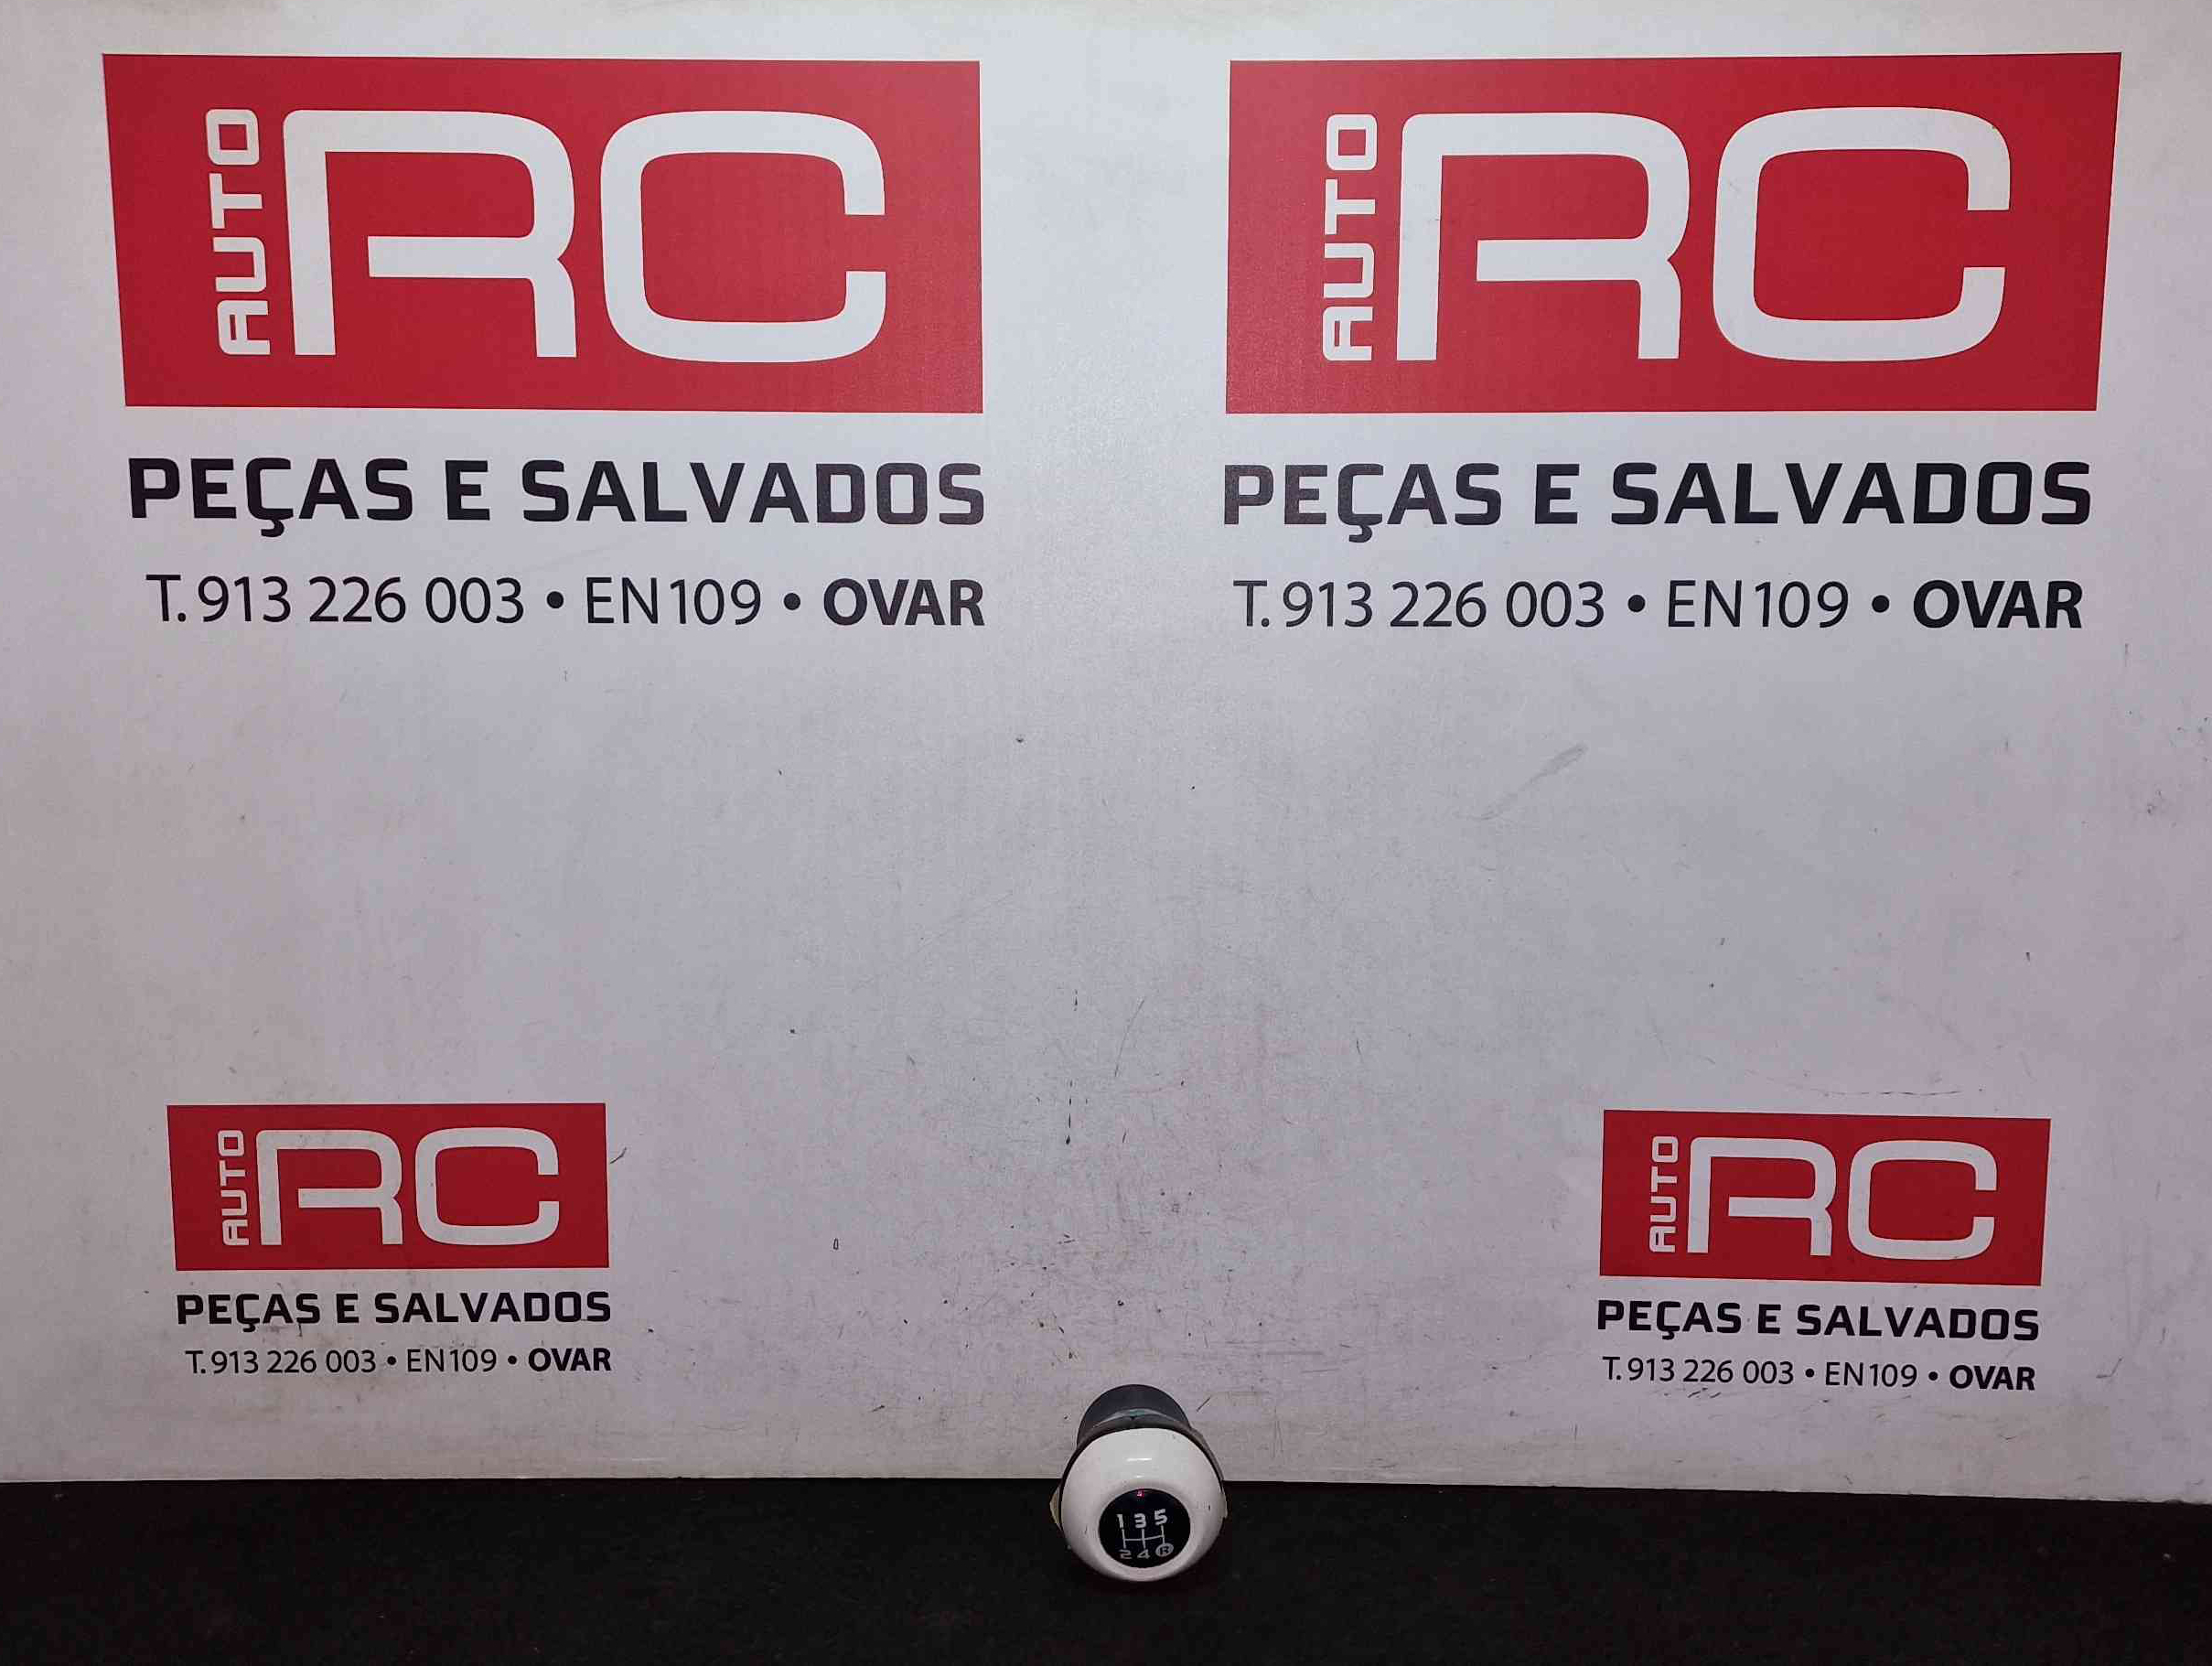 AUTO RC
PEÇAS E SALVADOS
T. 913 226 003 • EN109 • OVAR
AUTO RC
PEÇAS E SALVADOS
T. 913 226 003 • EN109 • OVAR
AUTO RC
PEÇAS E SALVADOS
T. 913 226 003 • EN109 • OVAR
AUTO RC
PEÇAS E SALVADOS
T. 913 226 003 • EN109 • OVAR
1 3 5
2 4 R